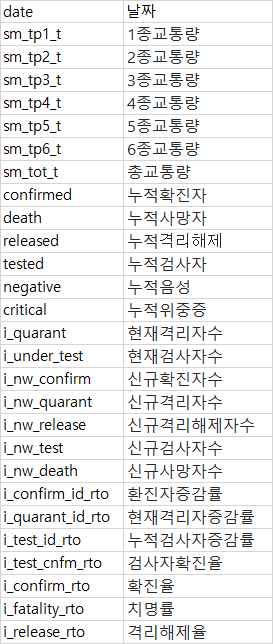 date 날짜
sm_tp1_t 1종교통량
sm_tp2_t 2종교통량
sm_tp3_t 3종교통량
sm_tp4_t 4종교통량
sm_tp5_t 5종교통량
sm_tp6_t 6종교통량
sm_tot_t 총교통량
confirmed 누적확진자
death 누적사망자
released 누적격리해제
tested 누적검사자
negative 누적음성
critical 누적위중증
i_quarant 현재격리자수
i_under_test 현재검사자수
i_nw_confirm 신규확진자수
i_nw_quarant 신규격리자수
i_nw_release 신규격리해제자수
i_nw_test 신규검사자수
i_nw_death 신규사망자수
i_confirm_id_rto 환진자증감률
i_quarant_id_rto 현재격리자증감률
i_test_id_rto 누적검사자증감률
i_test_cnfm_rto 검사자확진율
i_confirm_rto 확진율
i_fatality_rto 치명률
i_release_rto 격리해제율